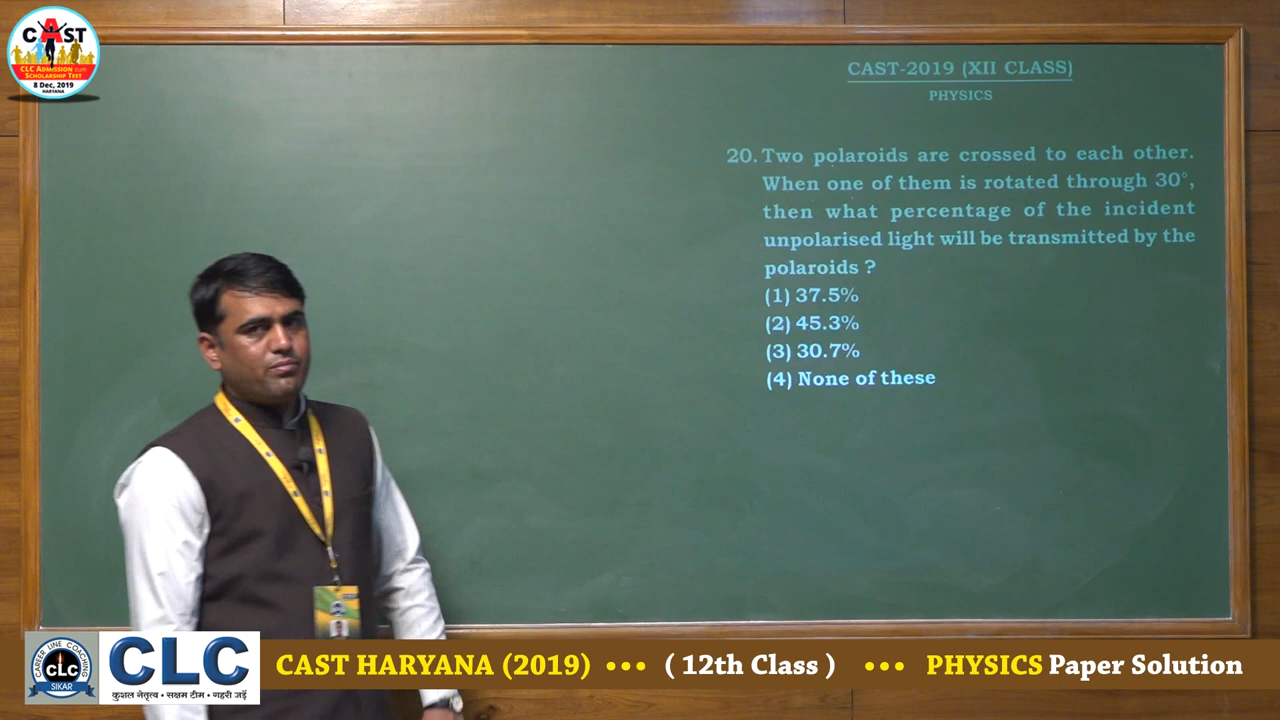 CAST
CLC ADMISSION cum
SCHOLARSHIP TEST
8 Dec, 2019
HARYANA
CAST-2019 (XII CLASS)
PHYSICS
20. Two polaroids are crossed to each other.
When one of them is rotated through 30°,
then what percentage of the incident
unpolarised light will be transmitted by the
polaroids ?
(1) 37.5%
(2) 45.3%
(3) 30.7%
(4) None of these
CAREER LINE COACHING
CLC
SIKAR
CLC
कुशल नेतृत्व • सक्षम टीम • गहरी जड़ें
CAST HARYANA (2019) ••• ( 12th Class ) ••• PHYSICS Paper Solution